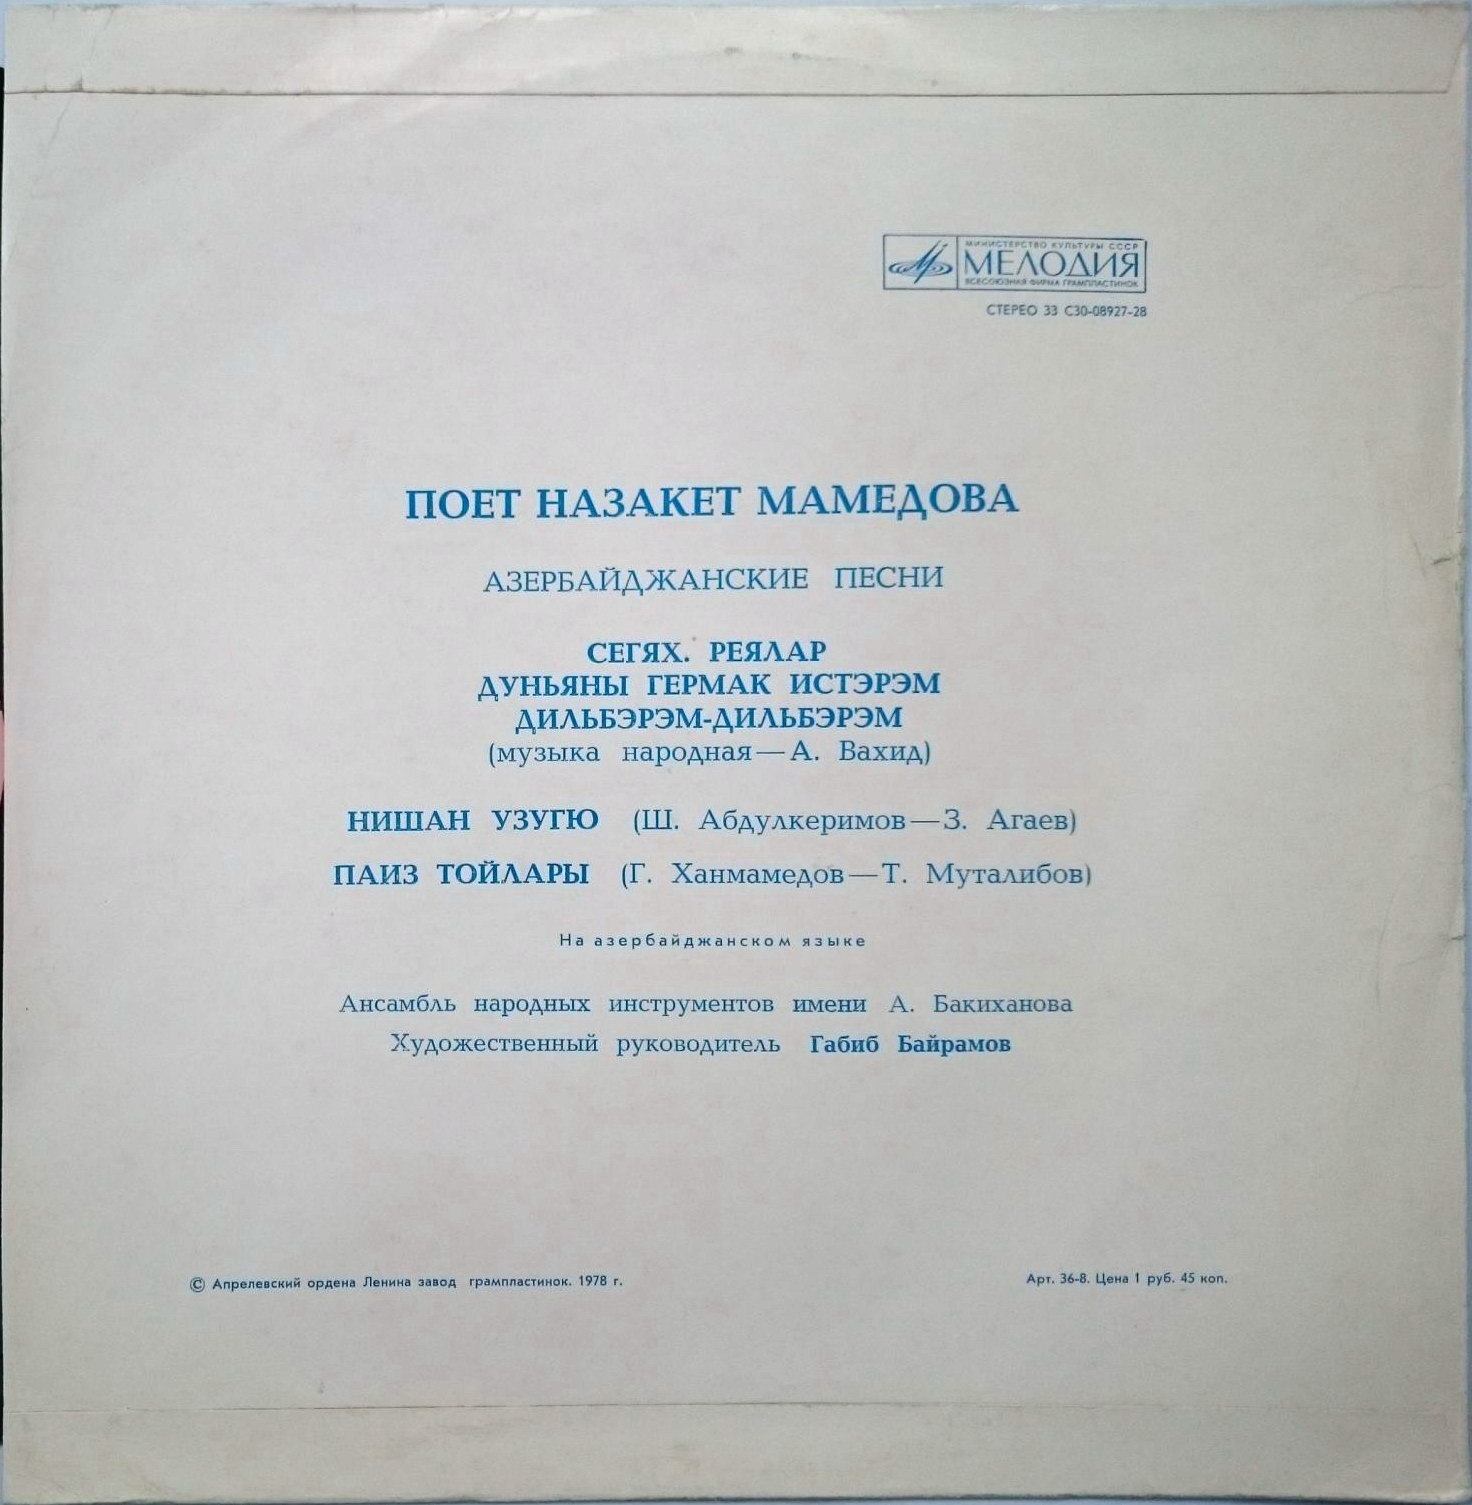 МИНИСТЕРСТВО КУЛЬТУРЫ СССР
МЕЛОДИЯ
ВСЕСОЮЗНАЯ ФИРМА ГРАМПЛАСТИНОК
СТЕРЕО 33 С30-08927-28
ПОЕТ НАЗАКЕТ МАМЕДОВА
АЗЕРБАЙДЖАНСКИЕ ПЕСНИ
СЕГЯХ. РЕЯЛАР
ДУНЬЯНЫ ГЕРМАК ИСТЭРЭМ
ДИЛЬБЭРЭМ-ДИЛЬБЭРЭМ
(музыка народная — А. Вахид)
НИШАН УЗУГЮ (Ш. Абдулкеримов — З. Агаев)
ПАИЗ ТОЙЛАРЫ (Г. Ханмамедов — Т. Муталибов)
На азербайджанском языке
Ансамбль народных инструментов имени А. Бакиханова
Художественный руководитель Габиб Байрамов
© Апрелевский ордена Ленина завод грампластинок. 1978 г.
Арт. 36-8. Цена 1 руб. 45 коп.